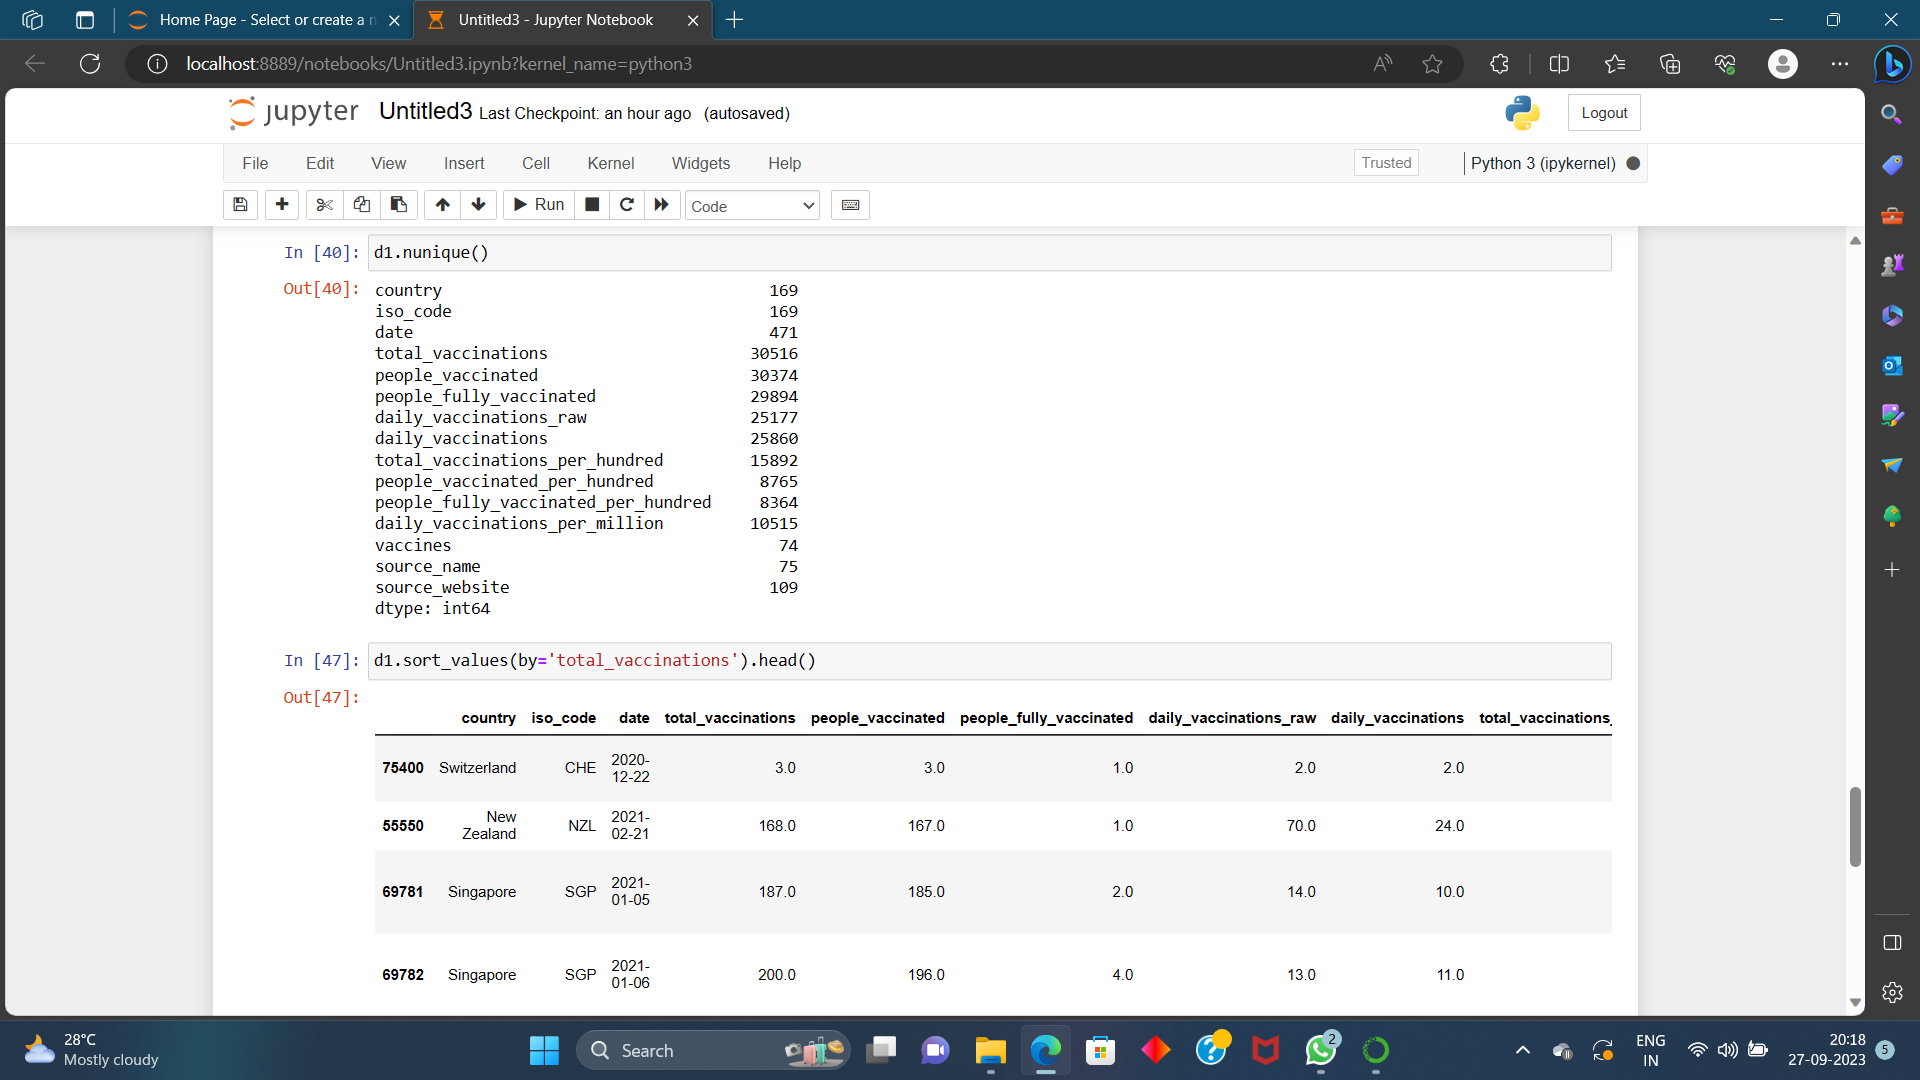 Home Page - Select or create a n
Untitled3 - Jupyter Notebook
localhost:8889/notebooks/Untitled3.ipynb?kernel_name=python3
jupyter Untitled3 Last Checkpoint: an hour ago (autosaved)
Logout
File Edit View Insert Cell Kernel Widgets Help
Trusted
Python 3 (ipykernel)
Run
Code
In [40]: d1.nunique()
Out[40]: country 169
iso_code 169
date 471
total_vaccinations 30516
people_vaccinated 30374
people_fully_vaccinated 29894
daily_vaccinations_raw 25177
daily_vaccinations 25860
total_vaccinations_per_hundred 15892
people_vaccinated_per_hundred 8765
people_fully_vaccinated_per_hundred 8364
daily_vaccinations_per_million 10515
vaccines 74
source_name 75
source_website 109
dtype: int64
In [47]: d1.sort_values(by='total_vaccinations').head()
Out[47]:
country iso_code date total_vaccinations people_vaccinated people_fully_vaccinated daily_vaccinations_raw daily_vaccinations total_vaccinations_
75400 Switzerland CHE 2020-12-22 3.0 3.0 1.0 2.0 2.0
55550 New Zealand NZL 2021-02-21 168.0 167.0 1.0 70.0 24.0
69781 Singapore SGP 2021-01-05 187.0 185.0 2.0 14.0 10.0
69782 Singapore SGP 2021-01-06 200.0 196.0 4.0 13.0 11.0
28°C
Mostly cloudy
Search
2
ENG
IN
20:18
27-09-2023
5